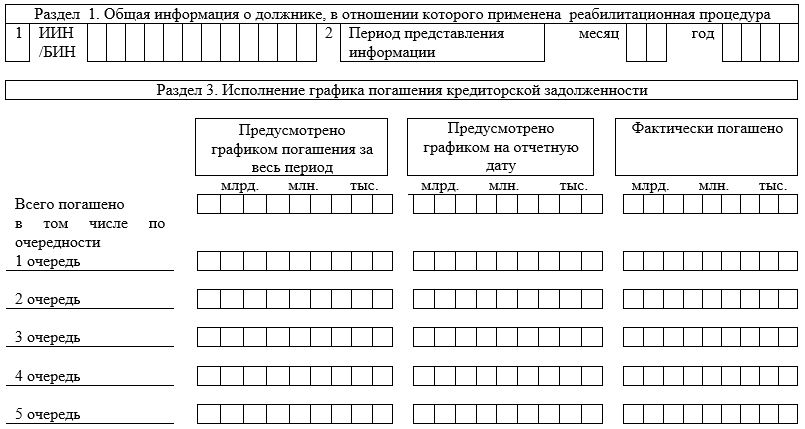 Раздел 1. Общая информация о должнике, в отношении которого применена реабилитационная процедура
1 ИИН 2 Период представления месяц год
/БИН информации
Раздел 3. Исполнение графика погашения кредиторской задолженности
Предусмотрено Предусмотрено Фактически погашено
графиком погашения за графиком на отчетную
весь период дату
млрд. млн. тыс. млрд. млн. тыс. млрд. млн. тыс.
Всего погашено
в том числе по
очередности
1 очередь
2 очередь
3 очередь
4 очередь
5 очередь